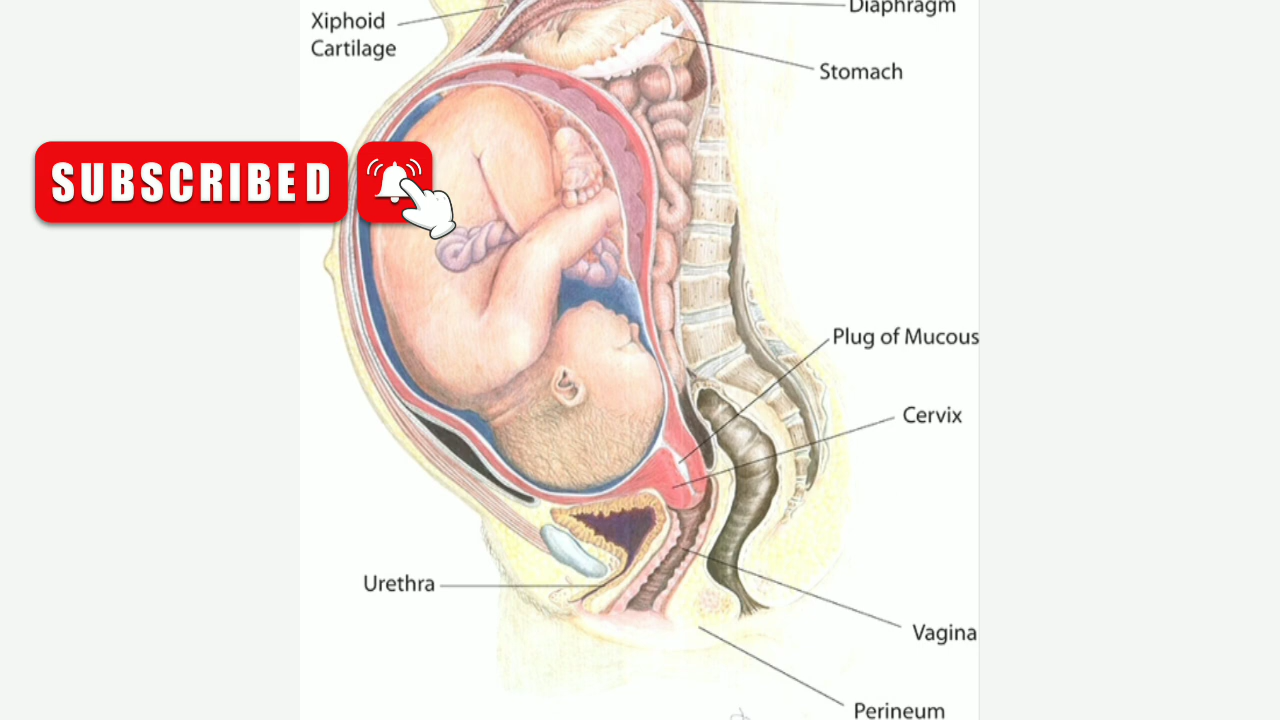 Diaphragm
Xiphoid
Cartilage
Stomach
SUBSCRIBED
Plug of Mucous
Cervix
Urethra
Vagina
Perineum